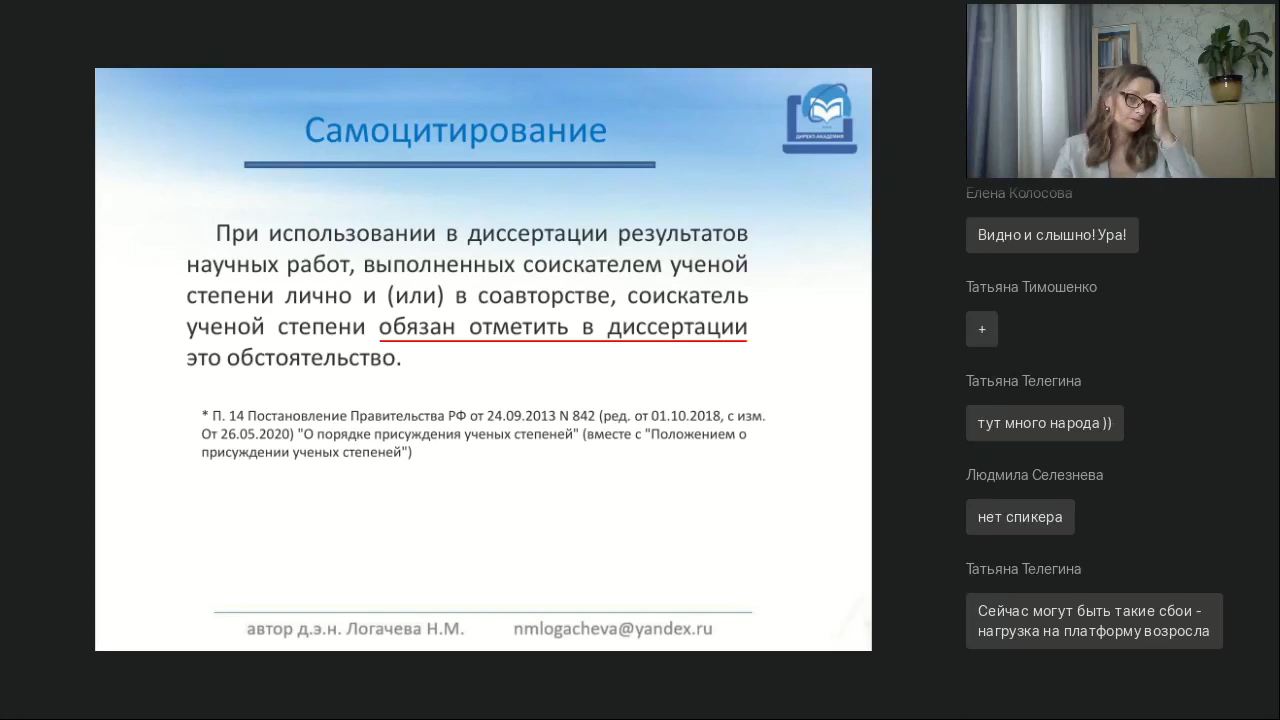 Самоцитирование
ДИРЕКТ-АКАДЕМИЯ
При использовании в диссертации результатов
научных работ, выполненных соискателем ученой
степени лично и (или) в соавторстве, соискатель
ученой степени обязан отметить в диссертации
это обстоятельство.
* П. 14 Постановление Правительства РФ от 24.09.2013 N 842 (ред. от 01.10.2018, с изм.
От 26.05.2020) "О порядке присуждения ученых степеней" (вместе с "Положением о
присуждении ученых степеней")
автор д.э.н. Логачева Н.М. nmlogacheva@yandex.ru
Елена Колосова
Видно и слышно! Ура!
Татьяна Тимошенко
+
Татьяна Телегина
тут много народа ))
Людмила Селезнева
нет спикера
Татьяна Телегина
Сейчас могут быть такие сбои -
нагрузка на платформу возросла